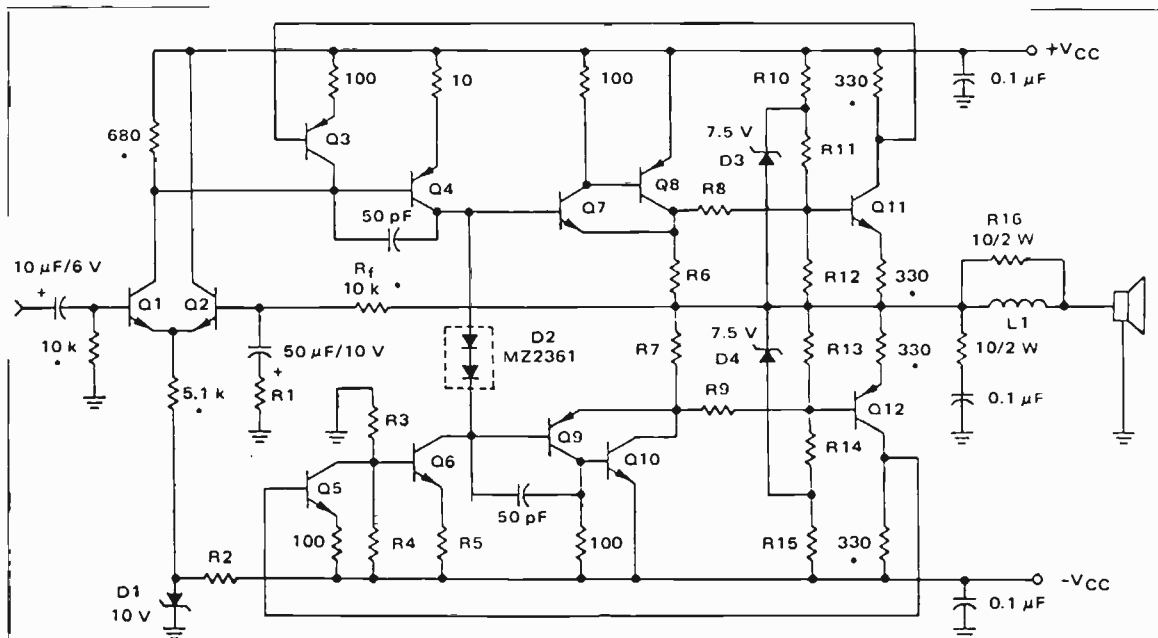 +VCC
100
10
100
R10
330
0.1 µF
680
Q3
7.5 V
D3
R11
Q4
Q8
Q7
R8
Q11
50 pF
R16
10/2 W
10 µF/6 V
Rf
10 k
R6
R12
330
Q1
Q2
L1
10 k
50 µF/10 V
D2
MZ2361
R7
7.5 V
D4
R13
330
10/2 W
5.1 k
R1
R3
R9
Q12
0.1 µF
Q9
Q6
Q10
R14
Q5
50 pF
100
R4
R5
100
R15
330
R2
-VCC
D1
10 V
0.1 µF